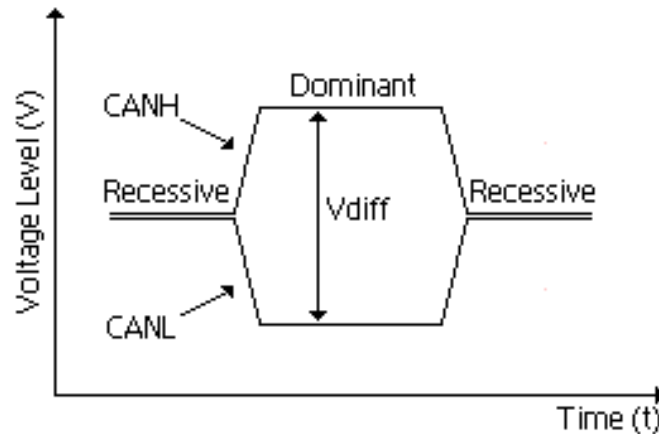 Voltage Level (V)
Dominant
CANH
Recessive
Recessive
Vdiff
CANL
Time (t)